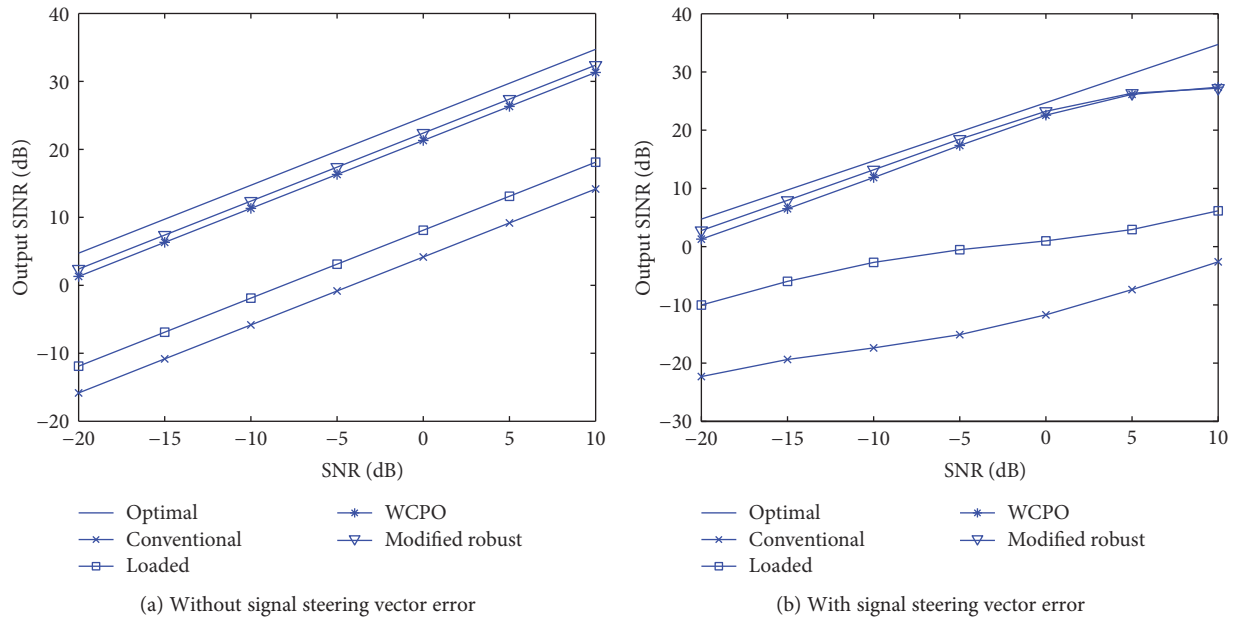 40
30
20
10
0
−10
−20
Output SINR (dB)
−20 −15 −10 −5 0 5 10
SNR (dB)
Optimal
Conventional
Loaded
WCPO
Modified robust
(a) Without signal steering vector error
40
30
20
10
0
−10
−20
−30
Output SINR (dB)
−20 −15 −10 −5 0 5 10
SNR (dB)
Optimal
Conventional
Loaded
WCPO
Modified robust
(b) With signal steering vector error